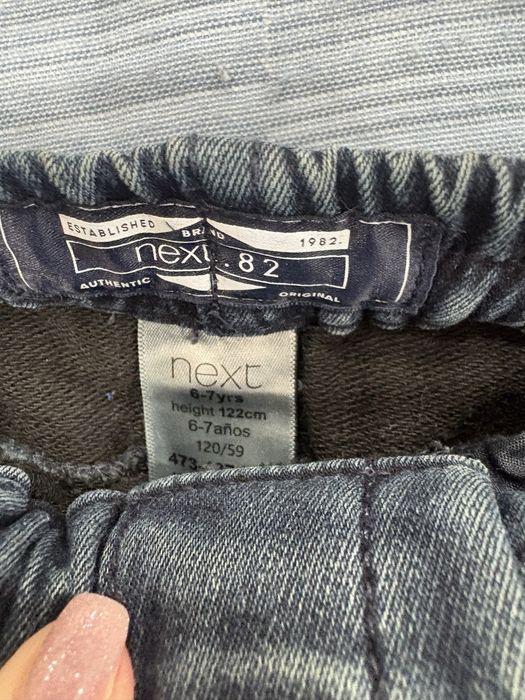 ESTABLISHED BRAND 1982.
next.82
AUTHENTIC ORIGINAL
next
6-7yrs
height 122cm
6-7años
120/59